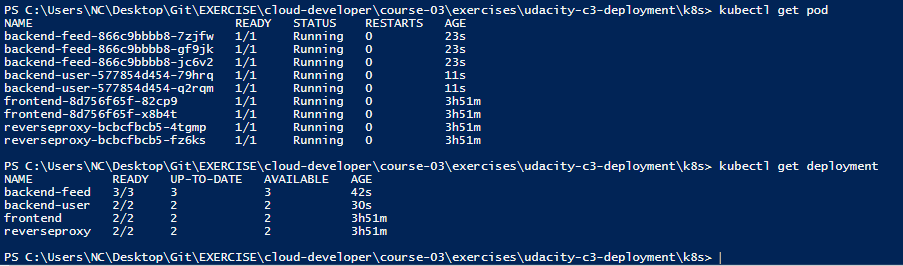 PS C:\Users\NC\Desktop\Git\EXERCISE\cloud-developer\course-03\exercises\udacity-c3-deployment\k8s> kubectl get pod
NAME READY STATUS RESTARTS AGE
backend-feed-866c9bbbb8-7zjfw 1/1 Running 0 23s
backend-feed-866c9bbbb8-gf9jk 1/1 Running 0 23s
backend-feed-866c9bbbb8-jc6v2 1/1 Running 0 23s
backend-user-577854d454-79hrq 1/1 Running 0 11s
backend-user-577854d454-q2rqm 1/1 Running 0 11s
frontend-8d756f65f-82cp9 1/1 Running 0 3h51m
frontend-8d756f65f-x8b4t 1/1 Running 0 3h51m
reverseproxy-bcbcfbcb5-4tgmp 1/1 Running 0 3h51m
reverseproxy-bcbcfbcb5-fz6ks 1/1 Running 0 3h51m
PS C:\Users\NC\Desktop\Git\EXERCISE\cloud-developer\course-03\exercises\udacity-c3-deployment\k8s> kubectl get deployment
NAME READY UP-TO-DATE AVAILABLE AGE
backend-feed 3/3 3 3 42s
backend-user 2/2 2 2 30s
frontend 2/2 2 2 3h51m
reverseproxy 2/2 2 2 3h51m
PS C:\Users\NC\Desktop\Git\EXERCISE\cloud-developer\course-03\exercises\udacity-c3-deployment\k8s>